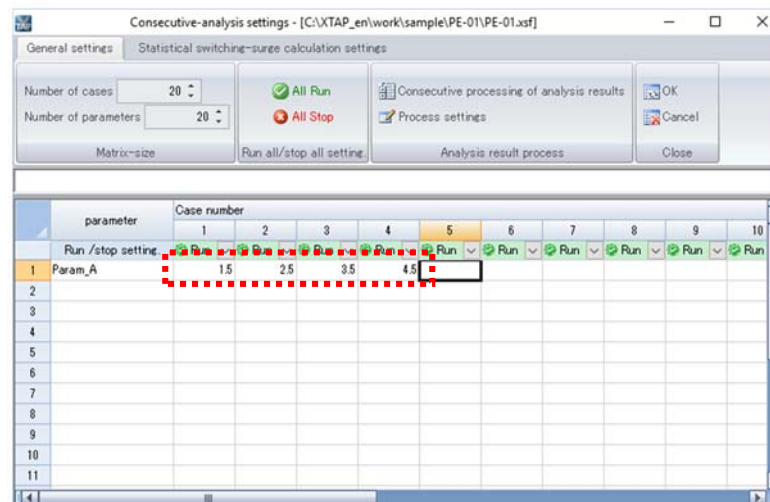 Consecutive-analysis settings - [C:\XTAP_en\work\sample\PE-01\PE-01.xsf]
General settings Statistical switching-surge calculation settings
Number of cases 20 All Run Consecutive processing of analysis results OK
Number of parameters 20 All Stop Process settings Cancel
Matrix-size Run all/stop all setting. Analysis result process Close
parameter Case number
1 2 3 4 5 6 7 8 9 10
Run /stop setting Run Run Run Run Run Run Run Run Run Run
1 Param_A 1.5 2.5 3.5 4.5
2
3
4
5
6
7
8
9
10
11